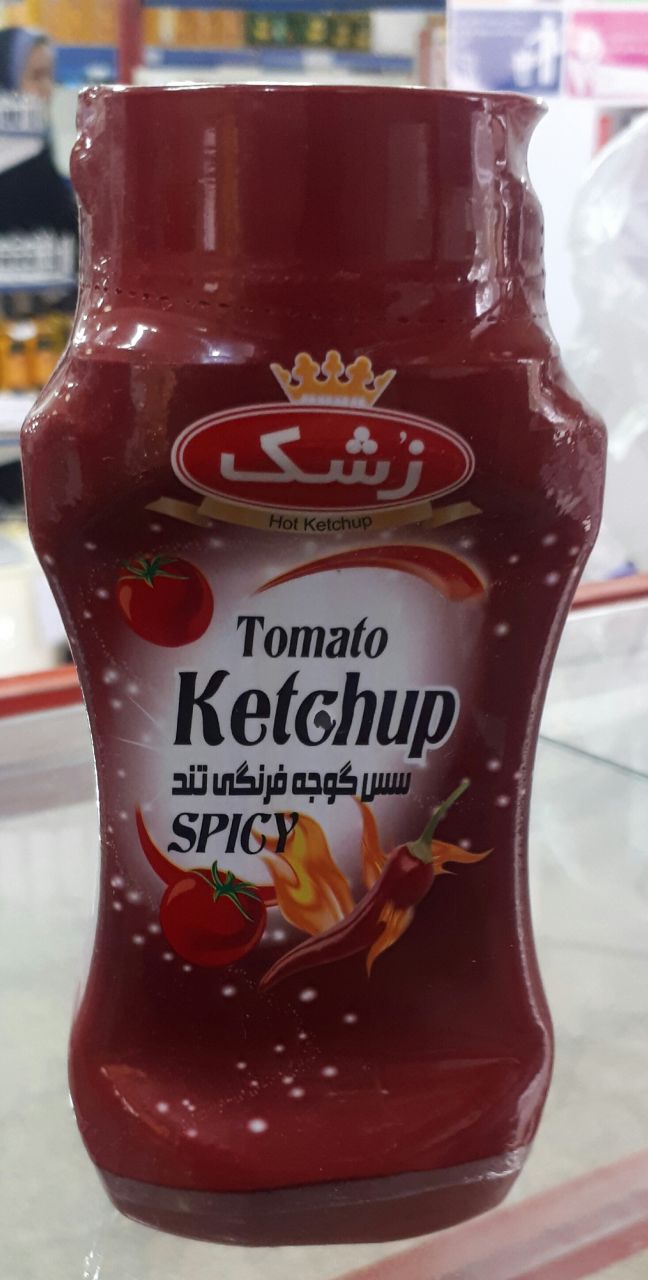 زُشک
Hot Ketchup
Tomato
Ketchup
سس گوجه فرنگی تند
SPICY